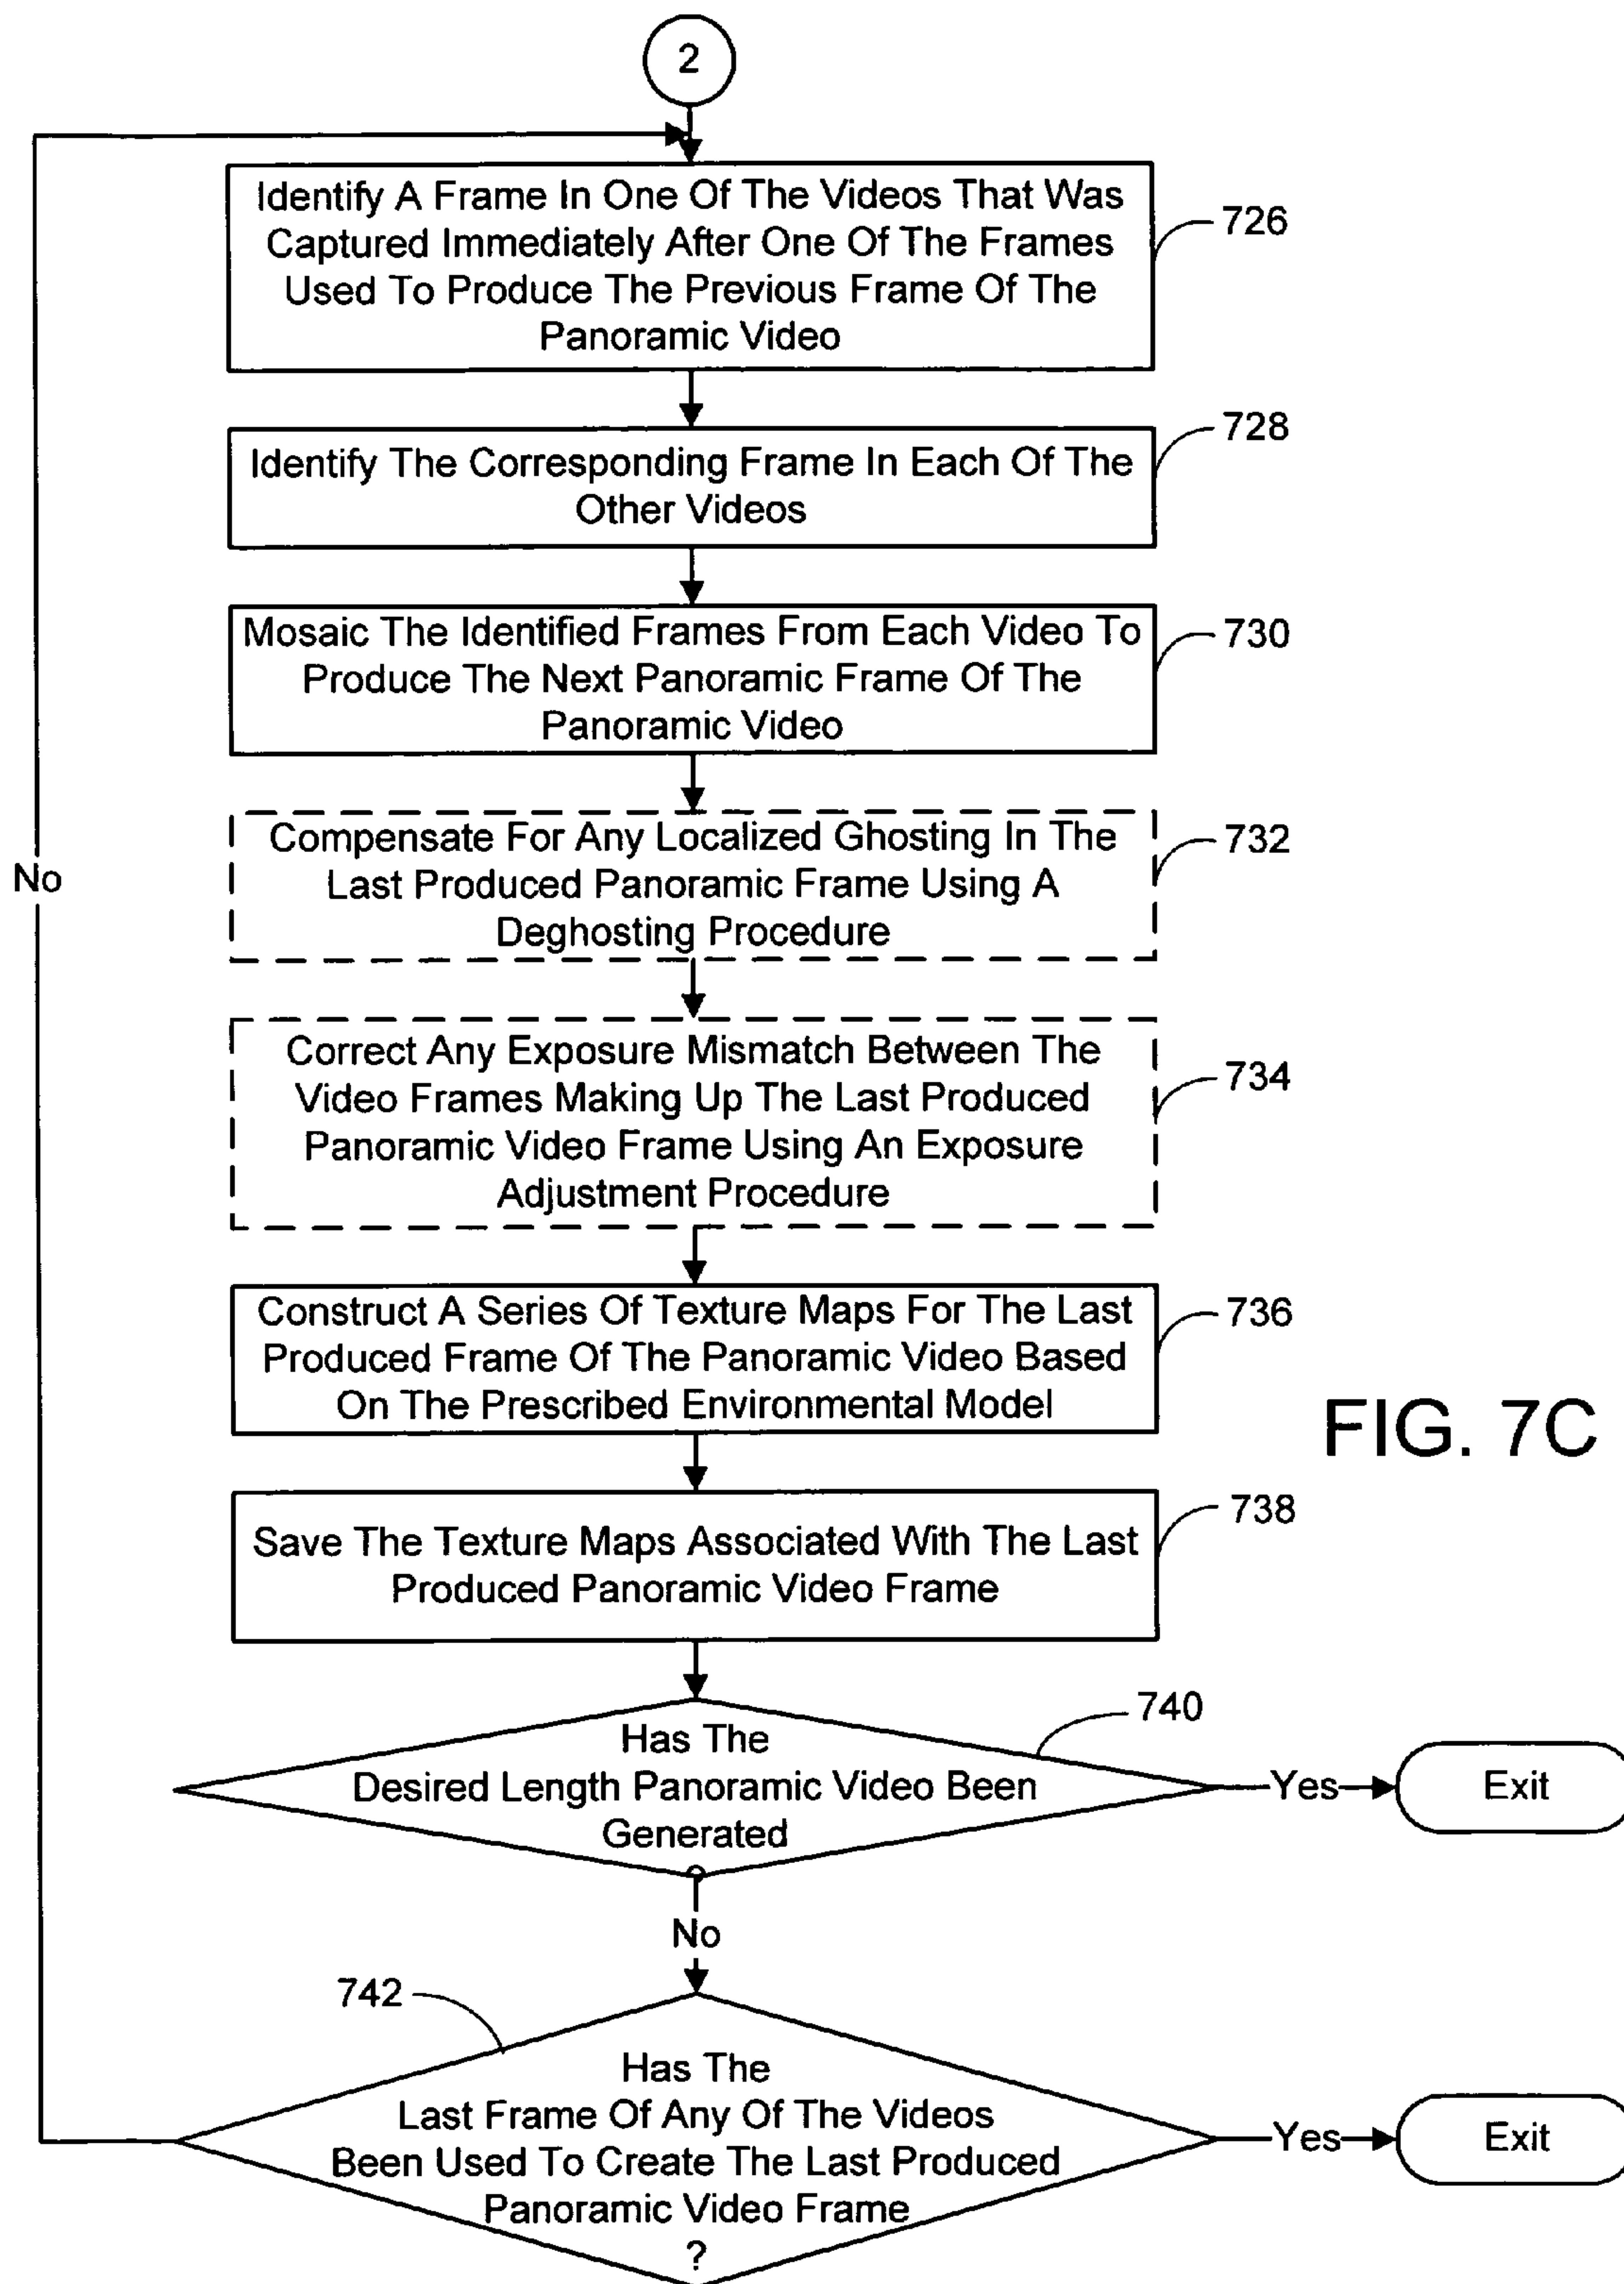 2
Identify A Frame In One Of The Videos That Was
Captured Immediately After One Of The Frames
Used To Produce The Previous Frame Of The
Panoramic Video
726
Identify The Corresponding Frame In Each Of The
Other Videos
728
Mosaic The Identified Frames From Each Video To
Produce The Next Panoramic Frame Of The
Panoramic Video
730
Compensate For Any Localized Ghosting In The
Last Produced Panoramic Frame Using A
Deghosting Procedure
732
No
Correct Any Exposure Mismatch Between The
Video Frames Making Up The Last Produced
Panoramic Video Frame Using An Exposure
Adjustment Procedure
734
Construct A Series Of Texture Maps For The Last
Produced Frame Of The Panoramic Video Based
On The Prescribed Environmental Model
736
FIG. 7C
Save The Texture Maps Associated With The Last
Produced Panoramic Video Frame
738
740
Has The
Desired Length Panoramic Video Been
Generated
Yes
Exit
No
742
Has The
Last Frame Of Any Of The Videos
Been Used To Create The Last Produced
Panoramic Video Frame
?
Yes
Exit